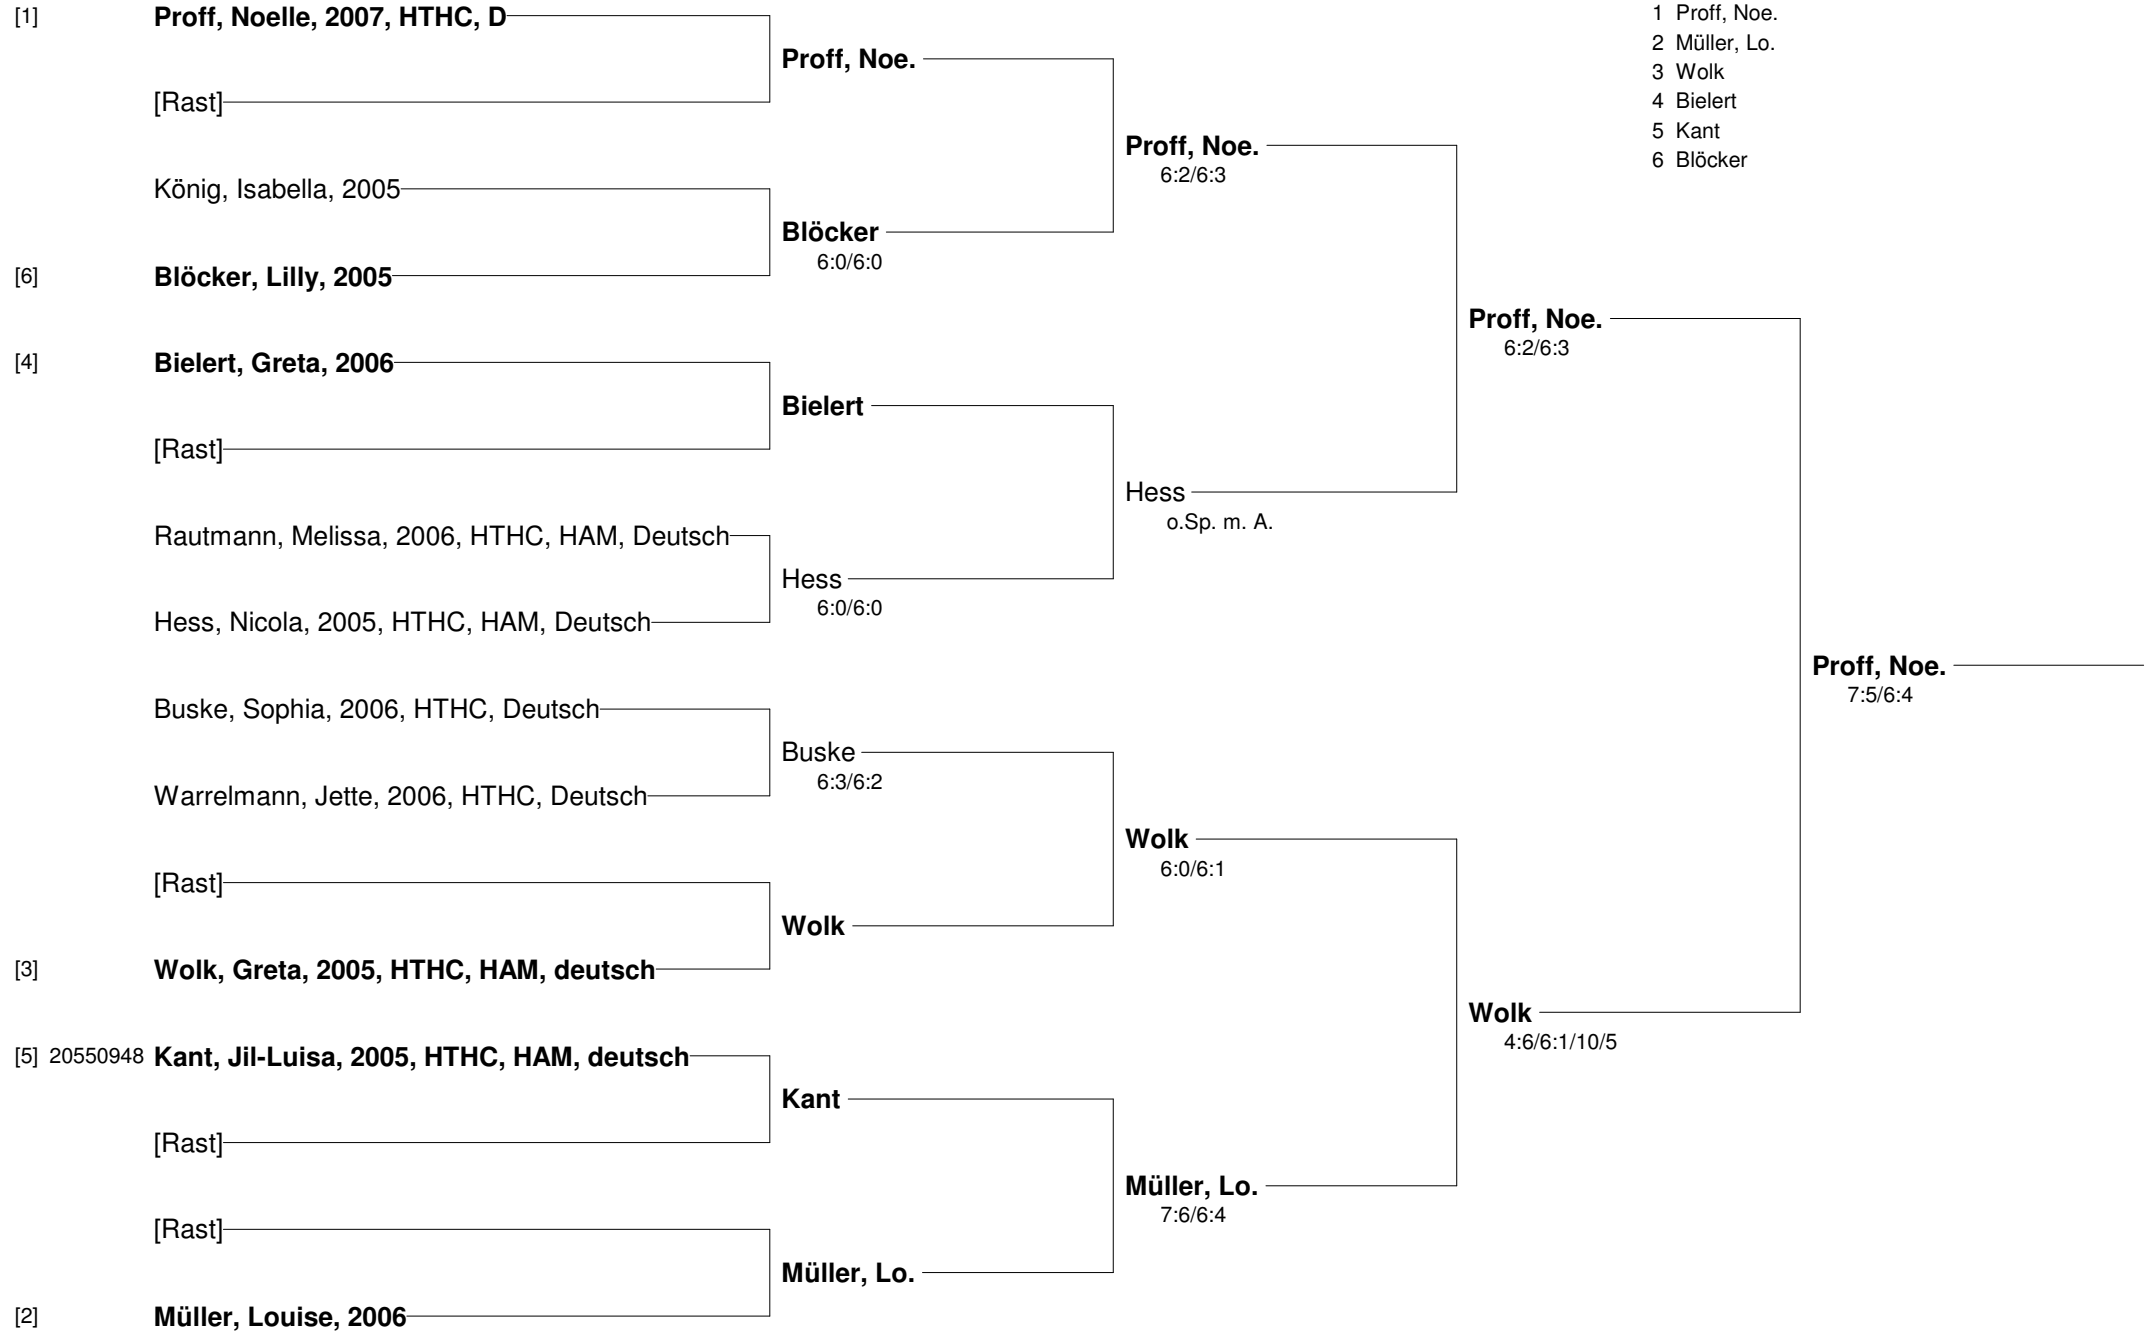 [1] Proff, Noelle, 2007, HTHC, D
1 Proff, Noe.
2 Müller, Lo.
3 Wolk
4 Bielert
5 Kant
6 Blöcker
Proff, Noe.
[Rast]
Proff, Noe.
6:2/6:3
König, Isabella, 2005
Blöcker
6:0/6:0
[6] Blöcker, Lilly, 2005
Proff, Noe.
6:2/6:3
[4] Bielert, Greta, 2006
Bielert
[Rast]
Hess
o.Sp. m. A.
Rautmann, Melissa, 2006, HTHC, HAM, Deutsch
Hess
6:0/6:0
Hess, Nicola, 2005, HTHC, HAM, Deutsch
Proff, Noe.
7:5/6:4
Buske, Sophia, 2006, HTHC, Deutsch
Buske
6:3/6:2
Warrelmann, Jette, 2006, HTHC, Deutsch
Wolk
6:0/6:1
[Rast]
Wolk
[3] Wolk, Greta, 2005, HTHC, HAM, deutsch
Wolk
4:6/6:1/10/5
[5] 20550948 Kant, Jil-Luisa, 2005, HTHC, HAM, deutsch
Kant
[Rast]
Müller, Lo.
7:6/6:4
[Rast]
Müller, Lo.
[2] Müller, Louise, 2006